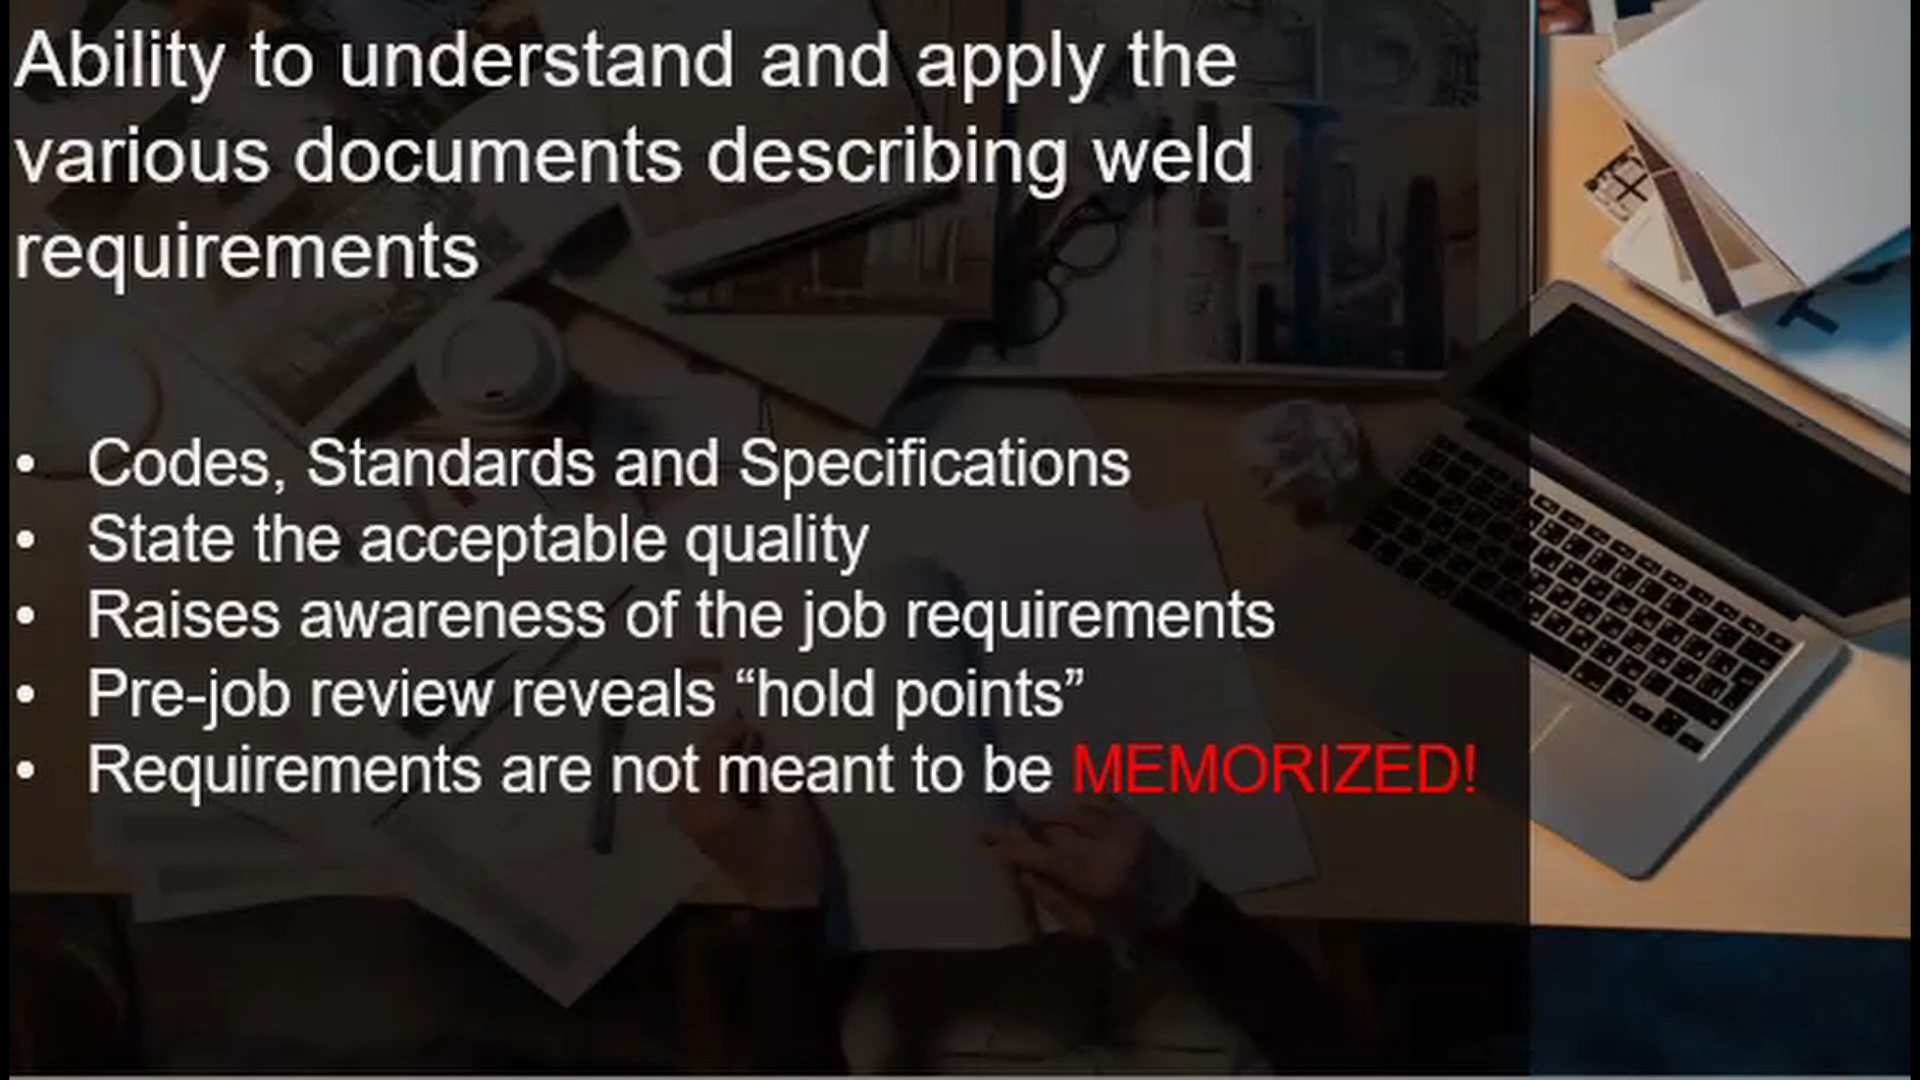 Ability to understand and apply the
various documents describing weld
requirements
• Codes, Standards and Specifications
• State the acceptable quality
• Raises awareness of the job requirements
• Pre-job review reveals “hold points”
• Requirements are not meant to be MEMORIZED!